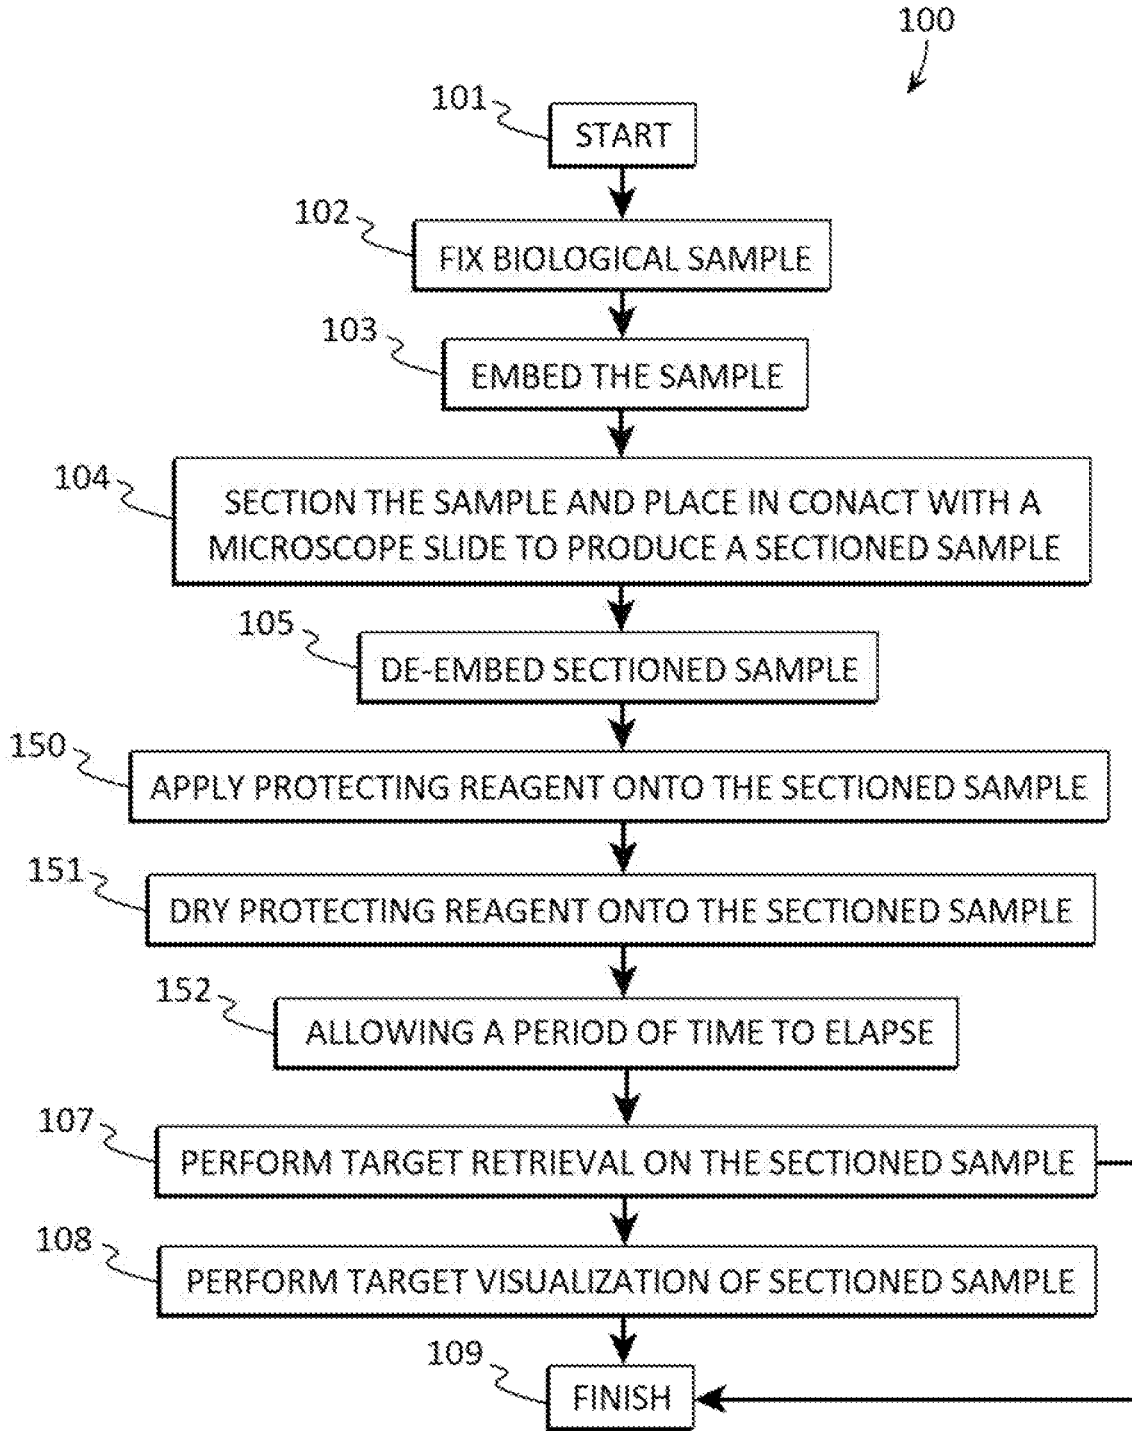 100
101
START
102
FIX BIOLOGICAL SAMPLE
103
EMBED THE SAMPLE
104
SECTION THE SAMPLE AND PLACE IN CONACT WITH A
MICROSCOPE SLIDE TO PRODUCE A SECTIONED SAMPLE
105
DE-EMBED SECTIONED SAMPLE
150
APPLY PROTECTING REAGENT ONTO THE SECTIONED SAMPLE
151
DRY PROTECTING REAGENT ONTO THE SECTIONED SAMPLE
152
ALLOWING A PERIOD OF TIME TO ELAPSE
107
PERFORM TARGET RETRIEVAL ON THE SECTIONED SAMPLE
108
PERFORM TARGET VISUALIZATION OF SECTIONED SAMPLE
109
FINISH